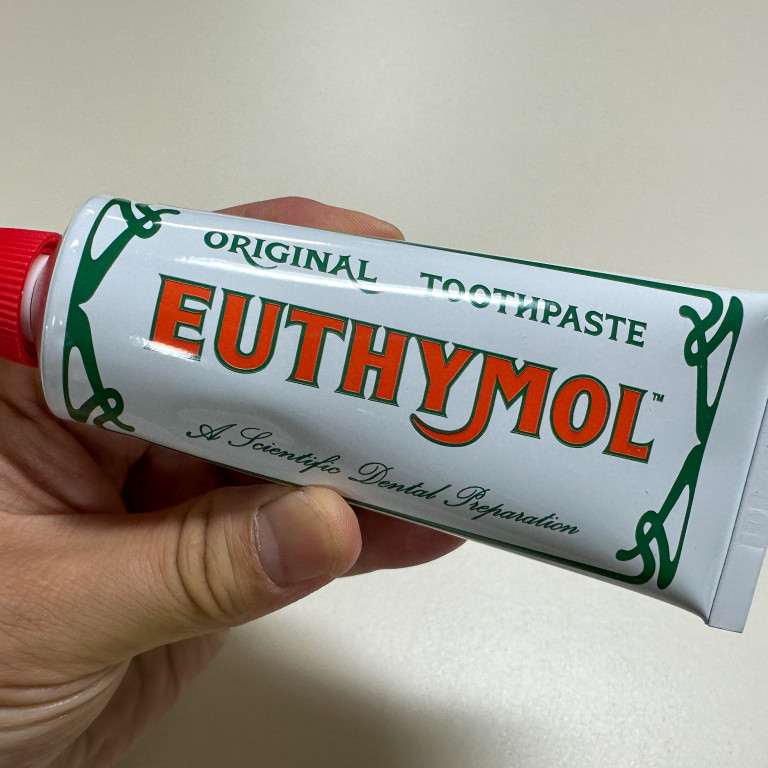 ORIGINAL TOOTHPASTE
EUTHYMOL™
A Scientific Dental Preparation